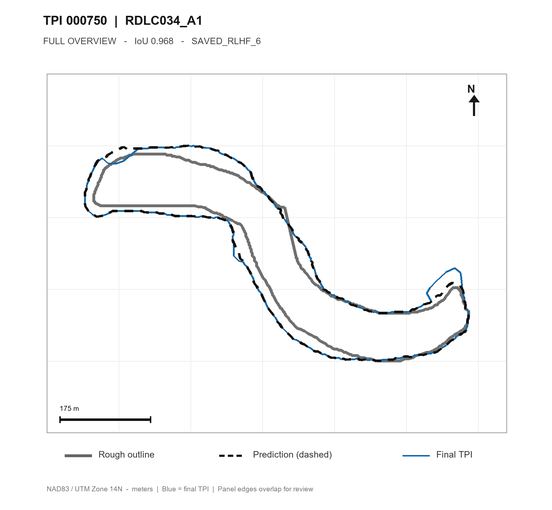 TPI 000750 | RDLC034_A1
FULL OVERVIEW - IoU 0.968 - SAVED_RLHF_6
N
175 m
Rough outline Prediction (dashed) Final TPI
NAD83 / UTM Zone 14N - meters | Blue = final TPI | Panel edges overlap for review